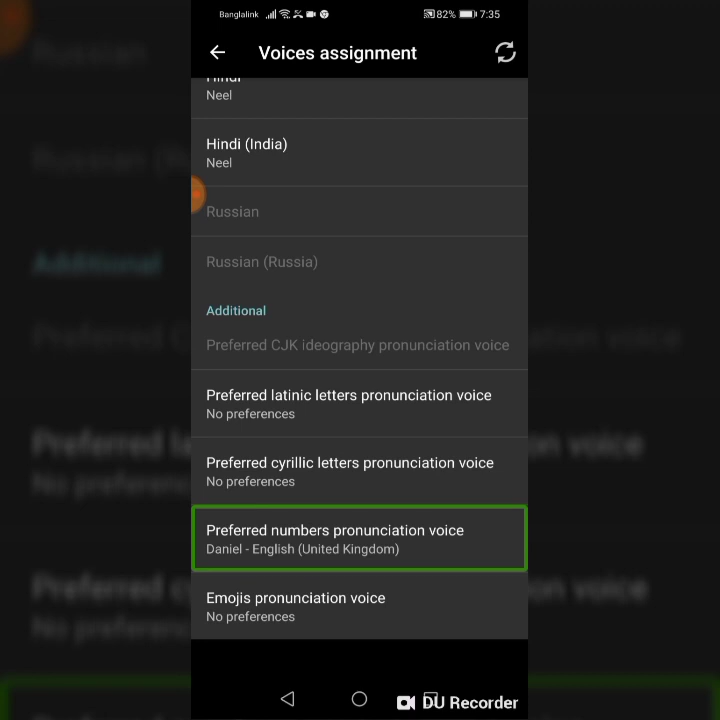 Banglalink 82% 7:35
Voices assignment
Hindi
Neel
Hindi (India)
Neel
Russian
Russian (Russia)
Additional
Preferred CJK ideography pronunciation voice
Preferred latinic letters pronunciation voice
No preferences
Preferred cyrillic letters pronunciation voice
No preferences
Preferred numbers pronunciation voice
Daniel - English (United Kingdom)
Emojis pronunciation voice
No preferences
DU Recorder